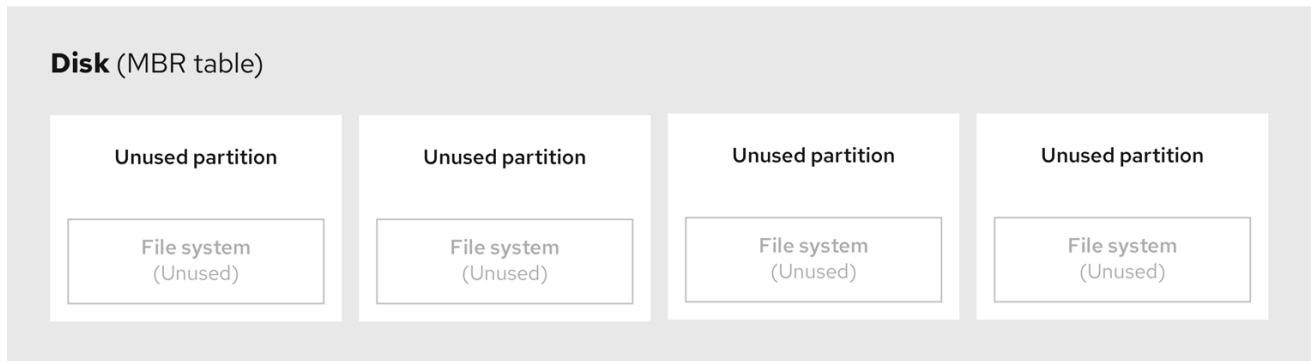 Disk (MBR table)
Unused partition
File system
(Unused)
Unused partition
File system
(Unused)
Unused partition
File system
(Unused)
Unused partition
File system
(Unused)